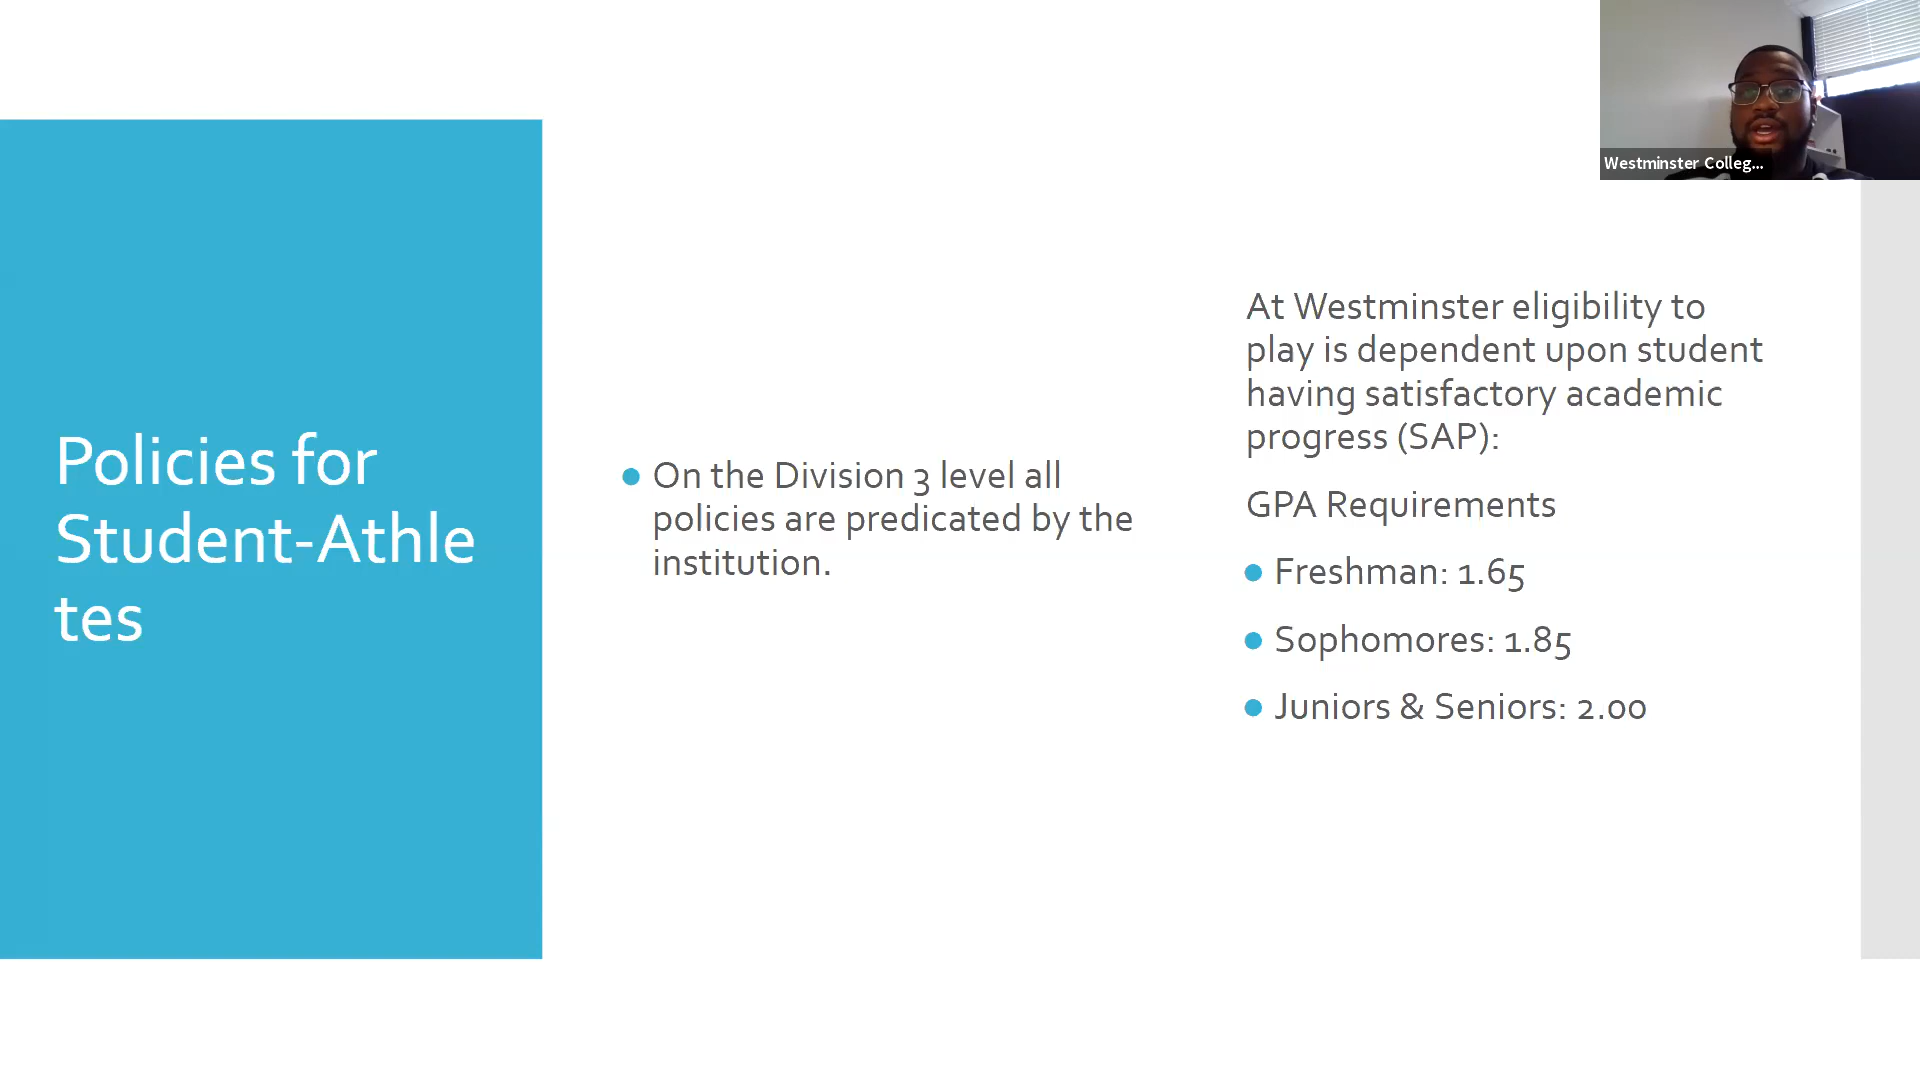 Policies for
Student-Athle
tes
On the Division 3 level all
policies are predicated by the
institution.
At Westminster eligibility to
play is dependent upon student
having satisfactory academic
progress (SAP):
GPA Requirements
Freshman: 1.65
Sophomores: 1.85
Juniors & Seniors: 2.00
Westminster Colleg...